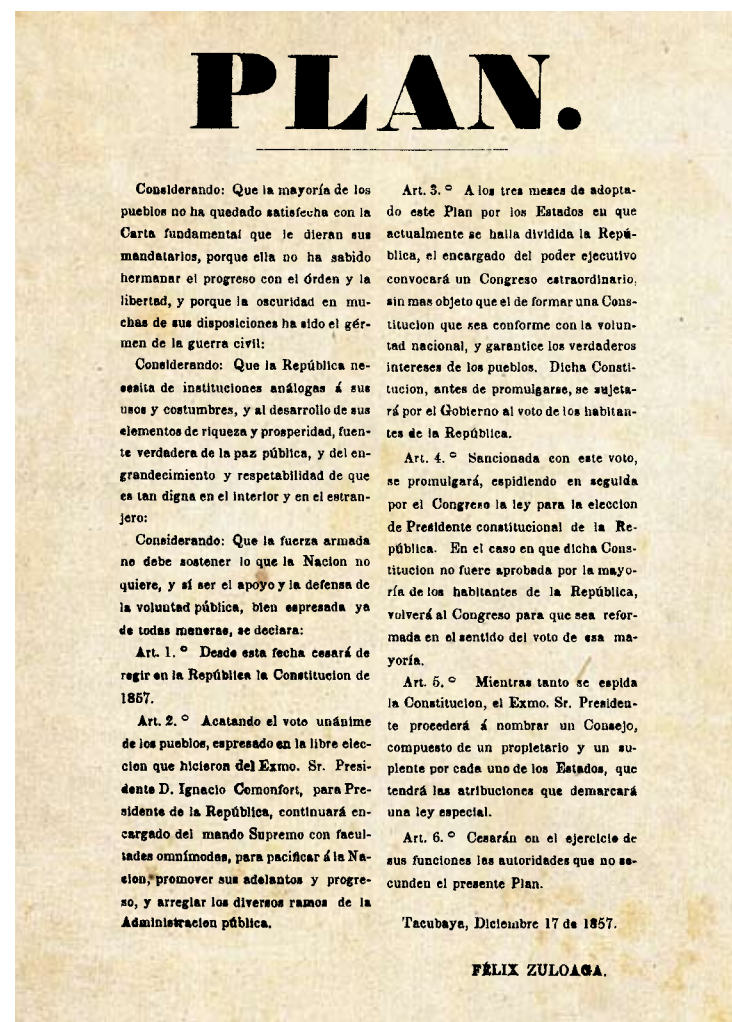 PLAN.
Considerando: Que la mayoría de los
pueblos no ha quedado satisfecha con la
Carta fundamental que le dieran sus
mandatarios, porque ella no ha sabido
hermanar el progreso con el órden y la
libertad, y porque la oscuridad en mu-
chas de sus disposiciones ha sido el gér-
men de la guerra civil:
Considerando: Que la República ne-
cesita de instituciones análogas á sus
usos y costumbres, y al desarrollo de sus
elementos de riqueza y prosperidad, fuen-
te verdadera de la paz pública, y del en-
grandecimiento y respetabilidad de que
es tan digna en el interior y en el estran-
jero:
Considerando: Que la fuerza armada
no debe sostener lo que la Nacion no
quiere, y sí ser el apoyo y la defensa de
la voluntad pública, bien espresada ya
de todas maneras, se declara:
Art. 1.º Desde esta fecha cesará de
regir en la República la Constitucion de
1857.
Art. 2.º Acatando el voto unánime
de los pueblos, espresado en la libre elec-
cion que hicieron del Exmo. Sr. Presi-
dente D. Ignacio Comonfort, para Pre-
sidente de la República, continuará en-
cargado del mando Supremo con facul-
tades omnímodas, para pacificar á la Na-
cion, promover sus adelantos y progre-
so, y arreglar los diversos ramos de la
Administracion pública.
Art. 3.º A los tres meses de adopta-
do este Plan por los Estados en que
actualmente se halla dividida la Repú-
blica, el encargado del poder ejecutivo
convocará un Congreso estraordinario,
sin mas objeto que el de formar una Cons-
titucion que sea conforme con la volun-
tad nacional, y garantice los verdaderos
intereses de los pueblos. Dicha Consti-
tucion, antes de promulgarse, se sujeta-
rá por el Gobierno al voto de los habitan-
tes de la República.
Art. 4.º Sancionada con este voto,
se promulgará, espidiendo en seguida
por el Congreso la ley para la eleccion
de Presidente constitucional de la Re-
pública. En el caso en que dicha Cons-
titucion no fuere aprobada por la mayo-
ría de los habitantes de la República,
volverá al Congreso para que sea refor-
mada en el sentido del voto de esa ma-
yoría.
Art. 5.º Mientras tanto se espida
la Constitucion, el Exmo. Sr. Presiden-
te procederá á nombrar un Consejo,
compuesto de un propietario y un su-
plente por cada uno de los Estados, que
tendrá las atribuciones que demarcará
una ley especial.
Art. 6.º Cesarán en el ejercicio de
sus funciones las autoridades que no se-
cunden el presente Plan.
Tacubaya, Diciembre 17 de 1857.
FÉLIX ZULOAGA.